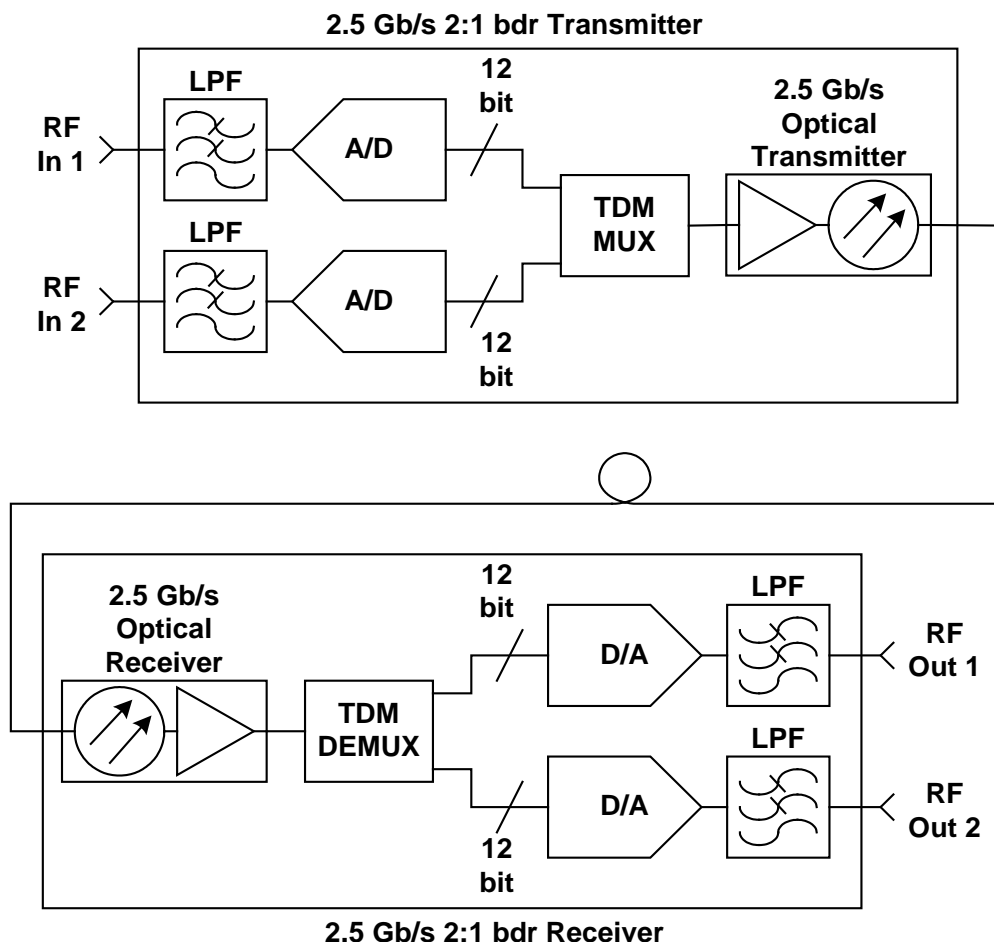 2.5 Gb/s 2:1 bdr Transmitter
LPF
12
bit
2.5 Gb/s
Optical
Transmitter
RF
In 1
A/D
TDM
MUX
LPF
RF
In 2
A/D
12
bit
2.5 Gb/s
Optical
Receiver
12
bit
LPF
D/A
RF
Out 1
TDM
DEMUX
LPF
D/A
RF
Out 2
12
bit
2.5 Gb/s 2:1 bdr Receiver